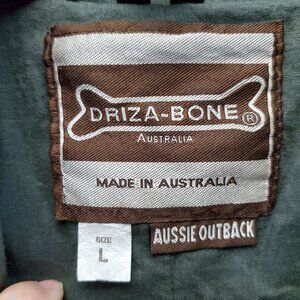 DRIZA-BONE ®
AUSTRALIA
MADE IN AUSTRALIA
SIZE
L
AUSSIE OUTBACK